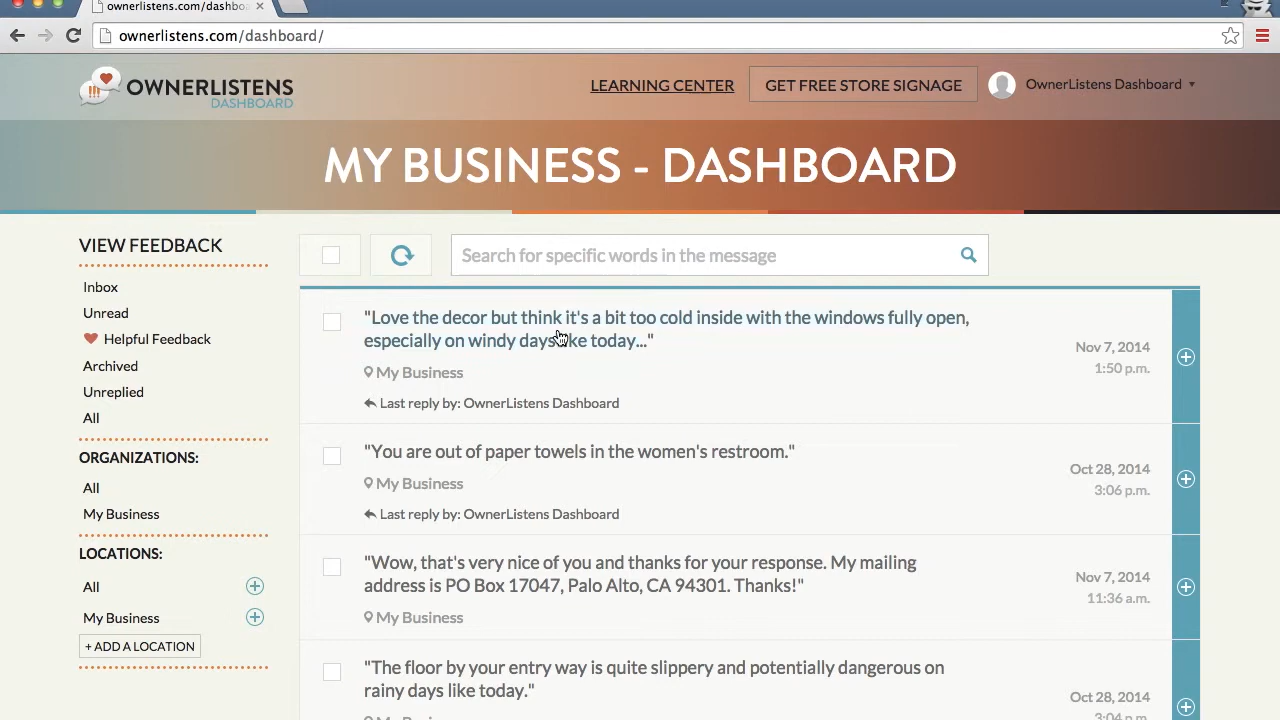 ownerlistens.com/dashboa
ownerlistens.com/dashboard/
OWNERLISTENS
DASHBOARD
LEARNING CENTER
GET FREE STORE SIGNAGE
OwnerListens Dashboard
MY BUSINESS - DASHBOARD
VIEW FEEDBACK
Inbox
Unread
Helpful Feedback
Archived
Unreplied
All
ORGANIZATIONS:
All
My Business
LOCATIONS:
All
My Business
+ ADD A LOCATION
Search for specific words in the message
"Love the decor but think it's a bit too cold inside with the windows fully open,
especially on windy days like today..."
My Business
Last reply by: OwnerListens Dashboard
Nov 7, 2014
1:50 p.m.
"You are out of paper towels in the women's restroom."
My Business
Last reply by: OwnerListens Dashboard
Oct 28, 2014
3:06 p.m.
"Wow, that's very nice of you and thanks for your response. My mailing
address is PO Box 17047, Palo Alto, CA 94301. Thanks!"
My Business
Nov 7, 2014
11:36 a.m.
"The floor by your entry way is quite slippery and potentially dangerous on
rainy days like today."
Oct 28, 2014
3:04 p.m.